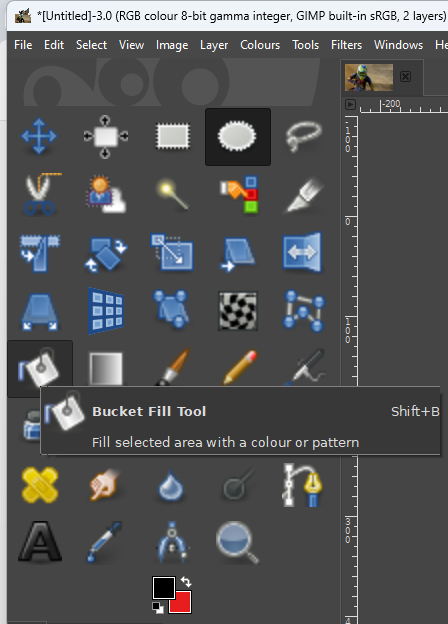 *[Untitled]-3.0 (RGB colour 8-bit gamma integer, GIMP built-in sRGB, 2 layers)
File Edit Select View Image Layer Colours Tools Filters Windows He
-200
-100
0
100
Bucket Fill Tool Shift+B
Fill selected area with a colour or pattern
300
4